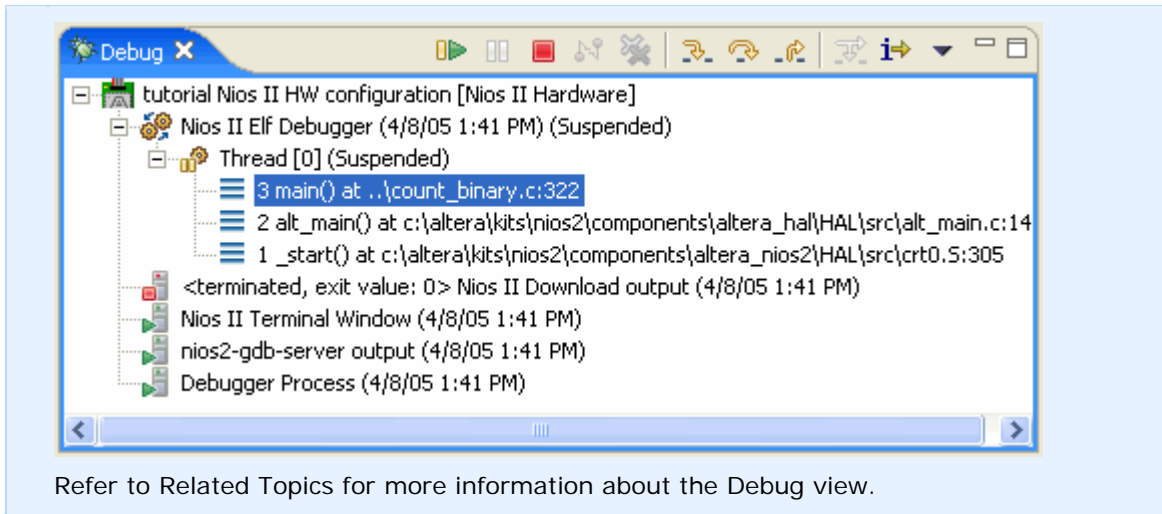 Debug
tutorial Nios II HW configuration [Nios II Hardware]
Nios II Elf Debugger (4/8/05 1:41 PM) (Suspended)
Thread [0] (Suspended)
3 main() at ..\count_binary.c:322
2 alt_main() at c:\altera\kits\nios2\components\altera_hal\HAL\src\alt_main.c:14
1 _start() at c:\altera\kits\nios2\components\altera_nios2\HAL\src\crt0.S:305
<terminated, exit value: 0> Nios II Download output (4/8/05 1:41 PM)
Nios II Terminal Window (4/8/05 1:41 PM)
nios2-gdb-server output (4/8/05 1:41 PM)
Debugger Process (4/8/05 1:41 PM)
Refer to Related Topics for more information about the Debug view.